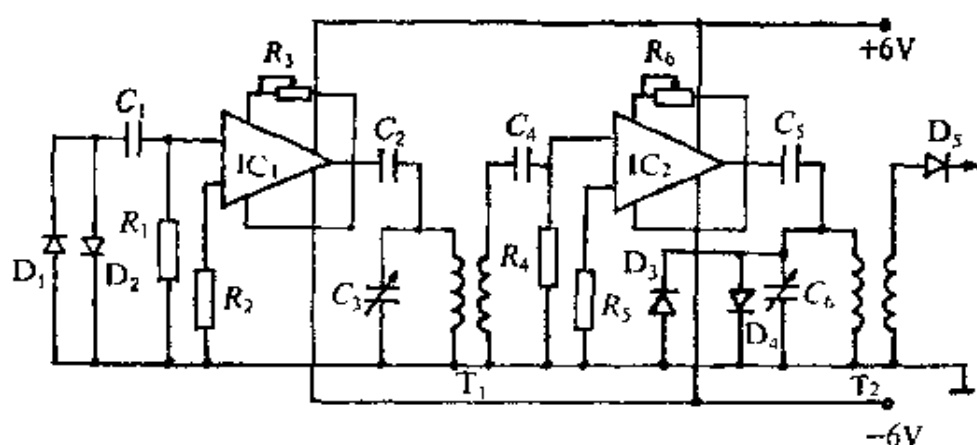 +6V
R3
R6
C1
C2
C4
C5
D5
IC1
IC2
R1
R4
D3
D1
D2
R2
C3
R5
C6
D4
T1
T2
−6V